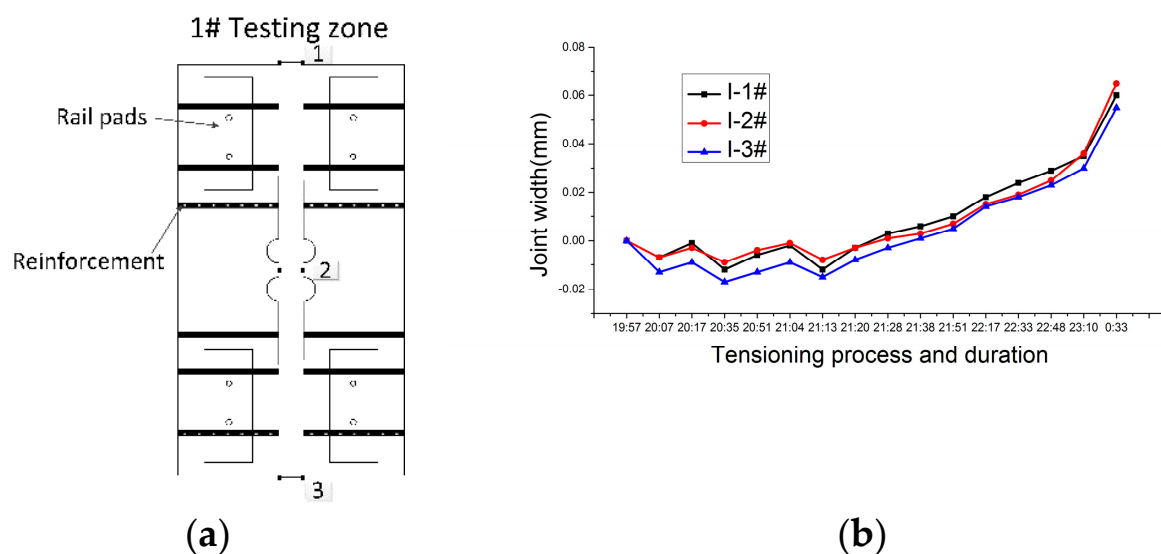 1# Testing zone
1
Rail pads
Reinforcement
2
3
(a)
0.08
0.06
0.04
0.02
0.00
-0.02
Joint width(mm)
I-1#
I-2#
I-3#
19:57 20:07 20:17 20:35 20:51 21:04 21:13 21:20 21:28 21:38 21:51 22:17 22:33 22:48 23:10 0:33
Tensioning process and duration
(b)